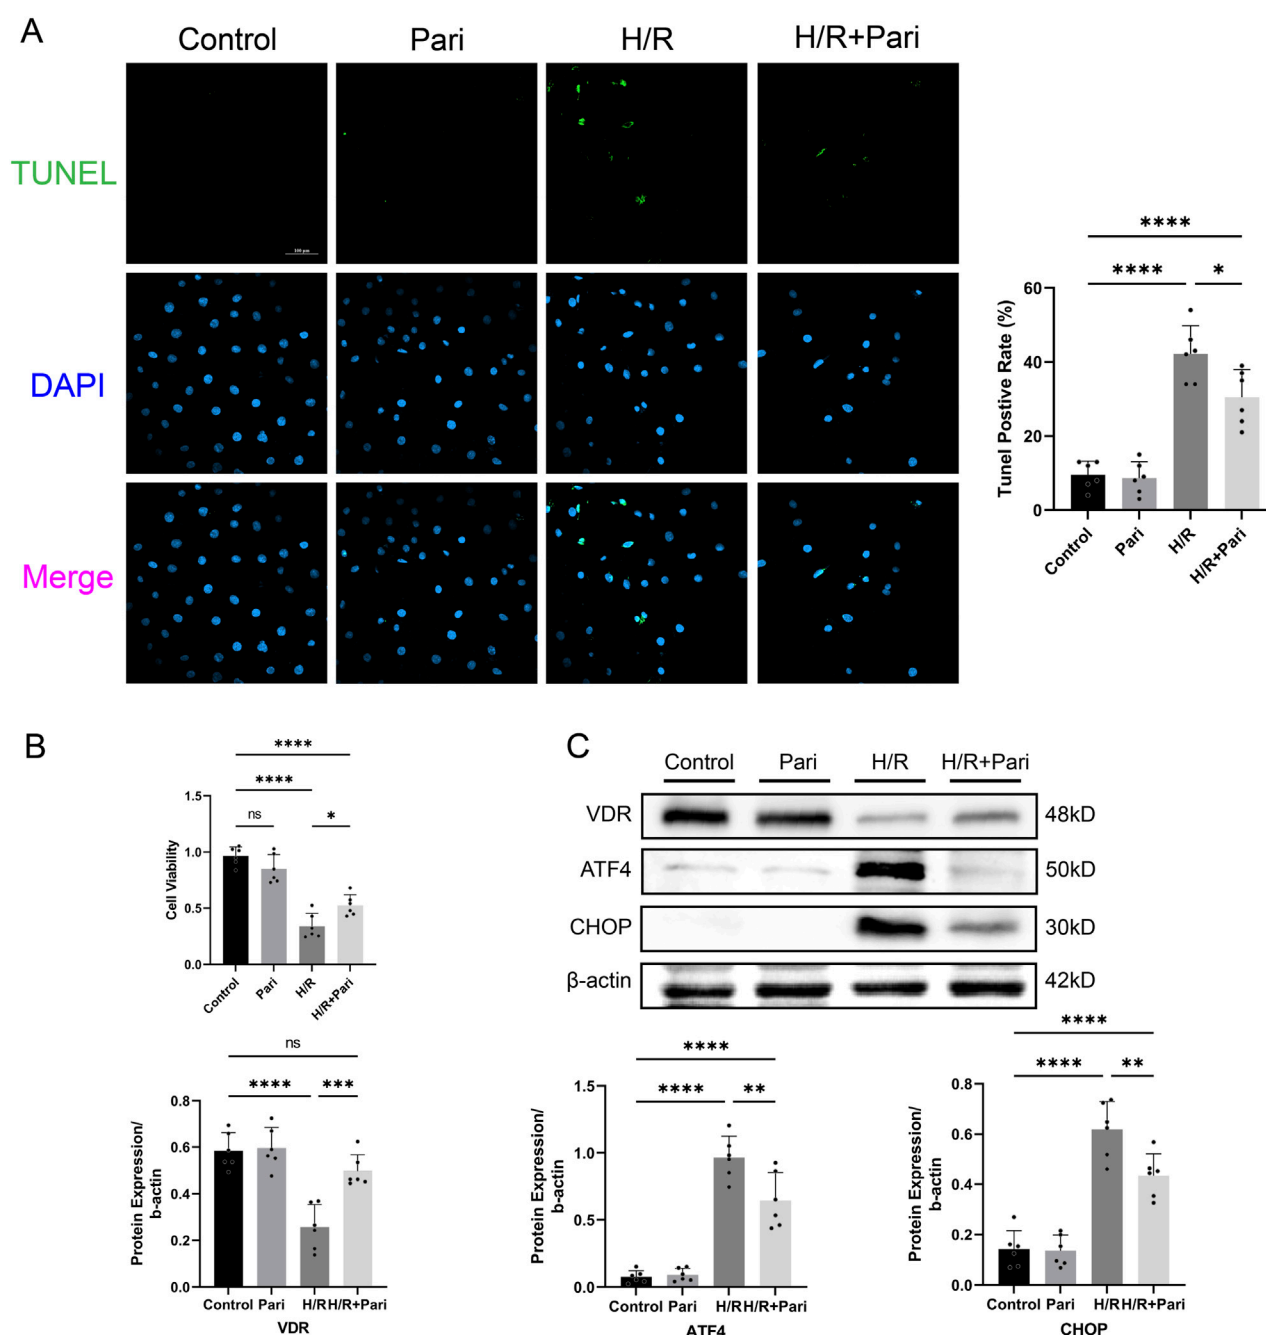 A
Control Pari H/R H/R+Pari
TUNEL
100 μm
DAPI
Merge
****
**** *
Tunel Postive Rate (%)
60
40
20
0
Control Pari H/R H/R+Pari
B
****
****
ns *
Cell Viability
1.5
1.0
0.5
0.0
Control Pari H/R H/R+Pari
C
Control Pari H/R H/R+Pari
VDR 48kD
ATF4 50kD
CHOP 30kD
β-actin 42kD
ns
**** ***
Protein Expression/
b-actin
0.8
0.6
0.4
0.2
0.0
Control Pari H/R H/R+Pari
VDR
****
**** **
Protein Expression/
b-actin
1.5
1.0
0.5
0.0
Control Pari H/R H/R+Pari
ATF4
****
**** **
Protein Expression/
b-actin
0.8
0.6
0.4
0.2
0.0
Control Pari H/R H/R+Pari
CHOP